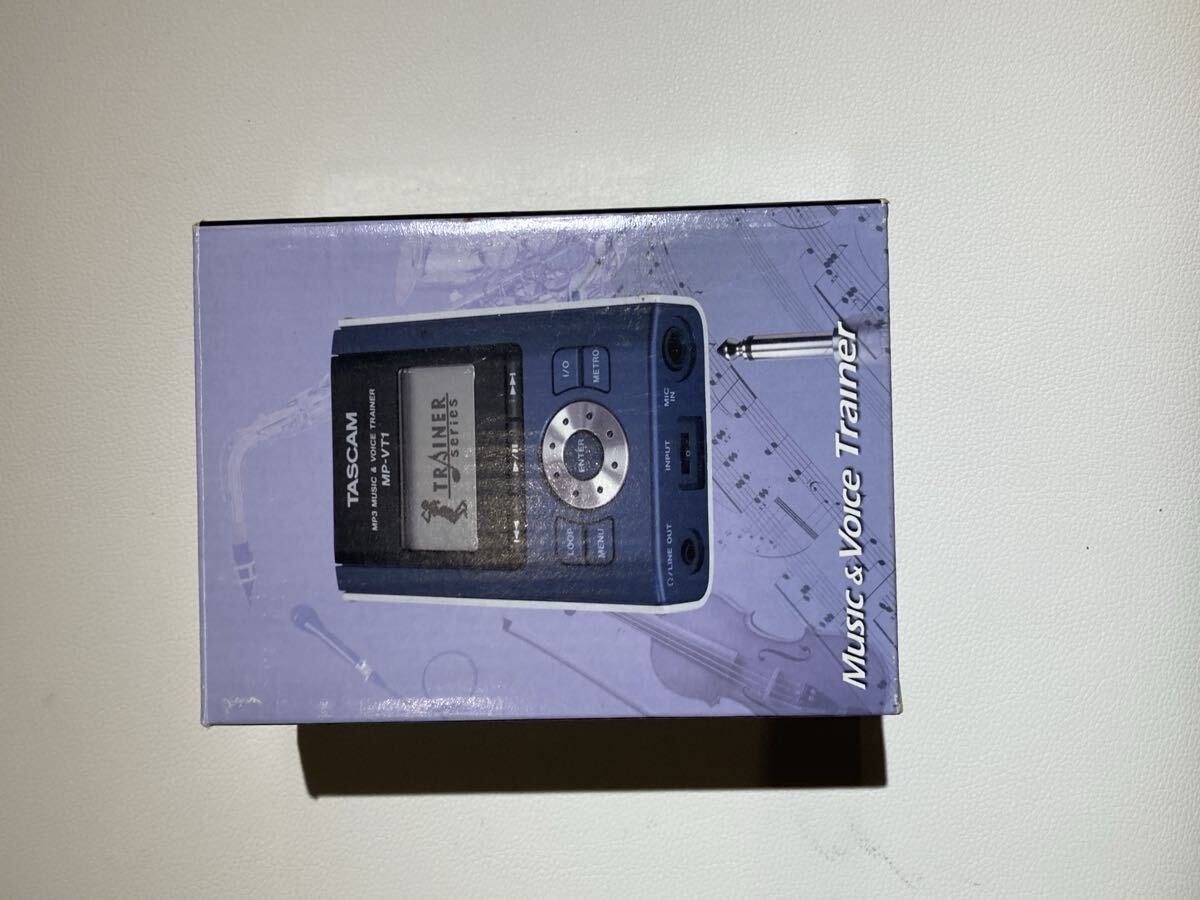 TASCAM
MP3 MUSIC & VOICE TRAINER
MP-VT1
TRAINER
series
LOOP
MENU
ENTER
I/O
METRO
/LINE OUT
INPUT
MIC
IN
Music & Voice Trainer